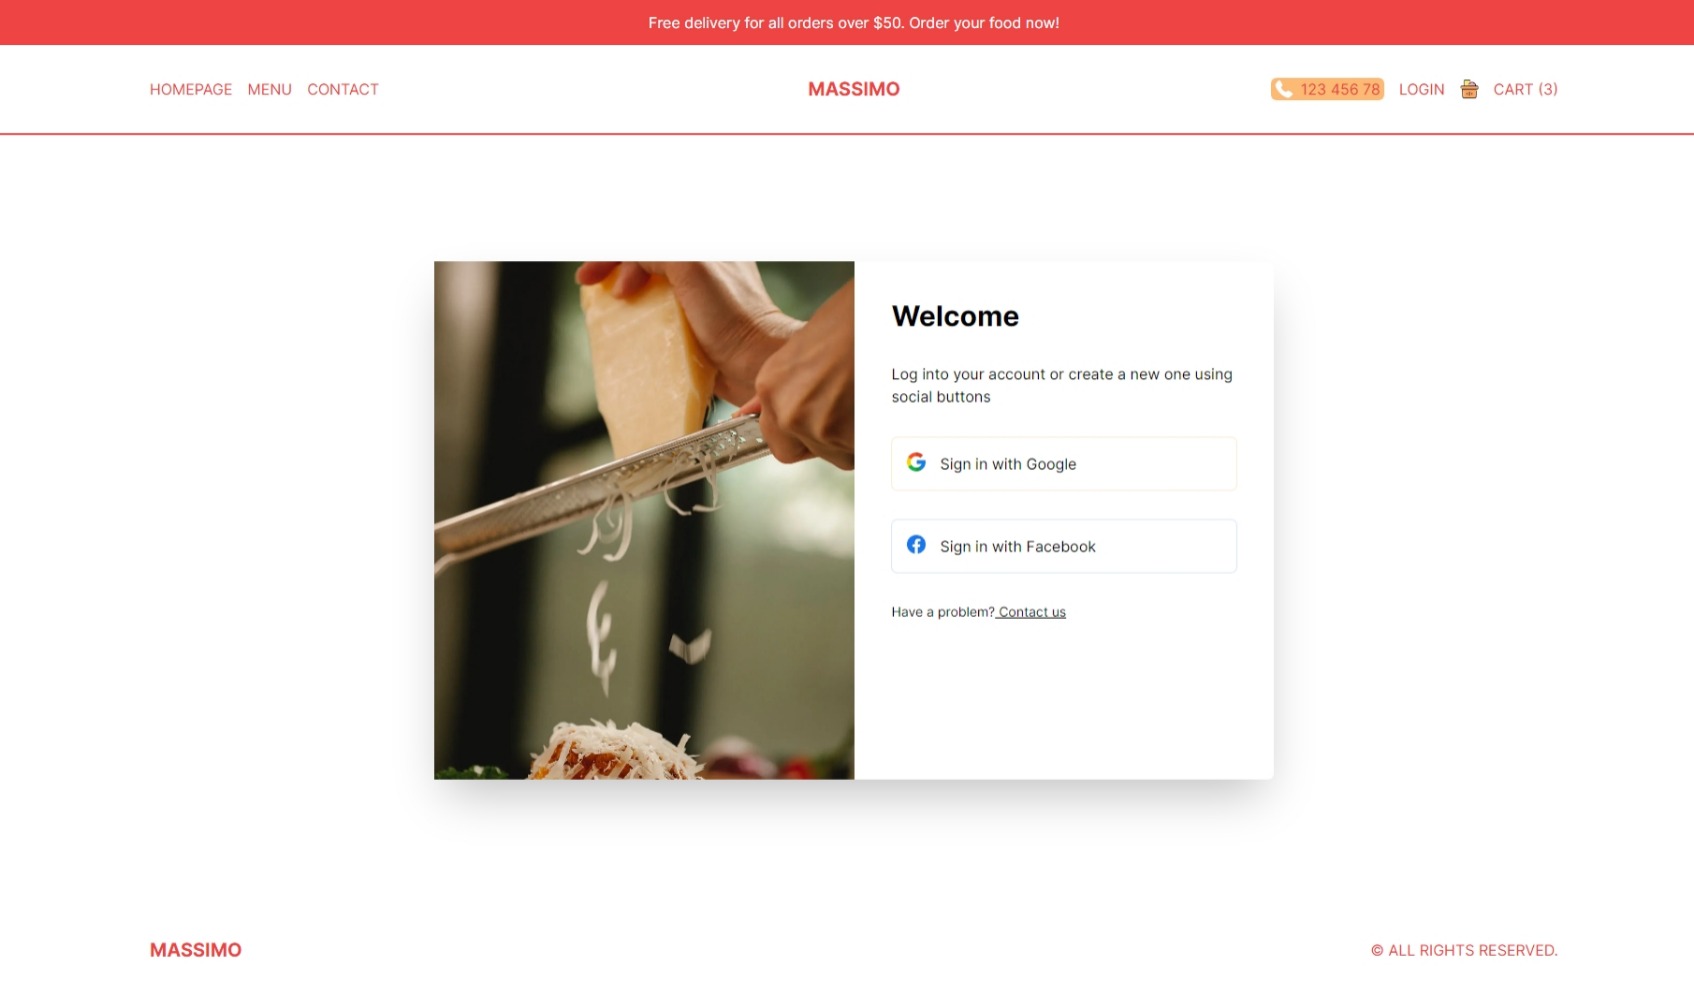 Free delivery for all orders over $50. Order your food now!
HOMEPAGE MENU CONTACT MASSIMO 123 456 78 LOGIN CART (3)
Welcome
Log into your account or create a new one using
social buttons
Sign in with Google
Sign in with Facebook
Have a problem? Contact us
MASSIMO © ALL RIGHTS RESERVED.